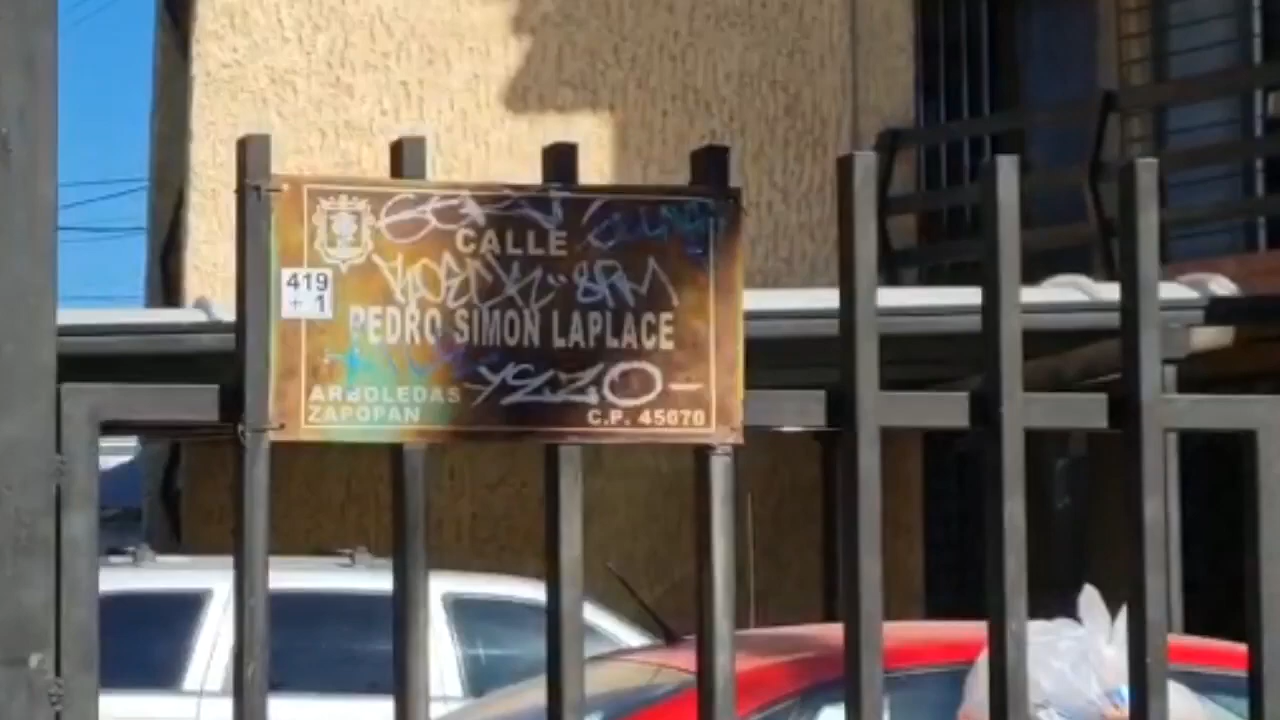 CALLE
419
+ 1
PEDRO SIMON LAPLACE
ARBOLEDAS
ZAPOPAN
C.P. 45070